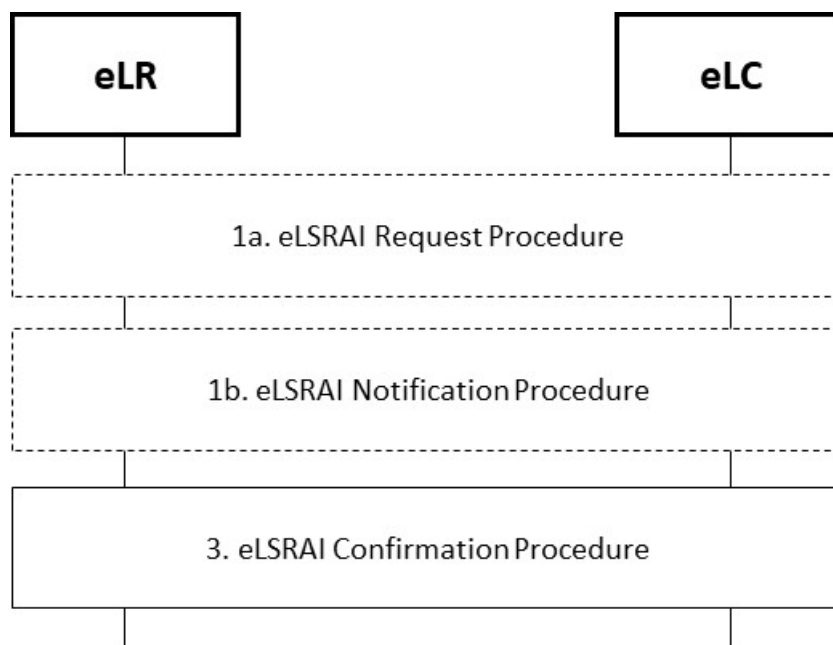 eLR
eLC
1a. eLSRAI Request Procedure
1b. eLSRAI Notification Procedure
3. eLSRAI Confirmation Procedure